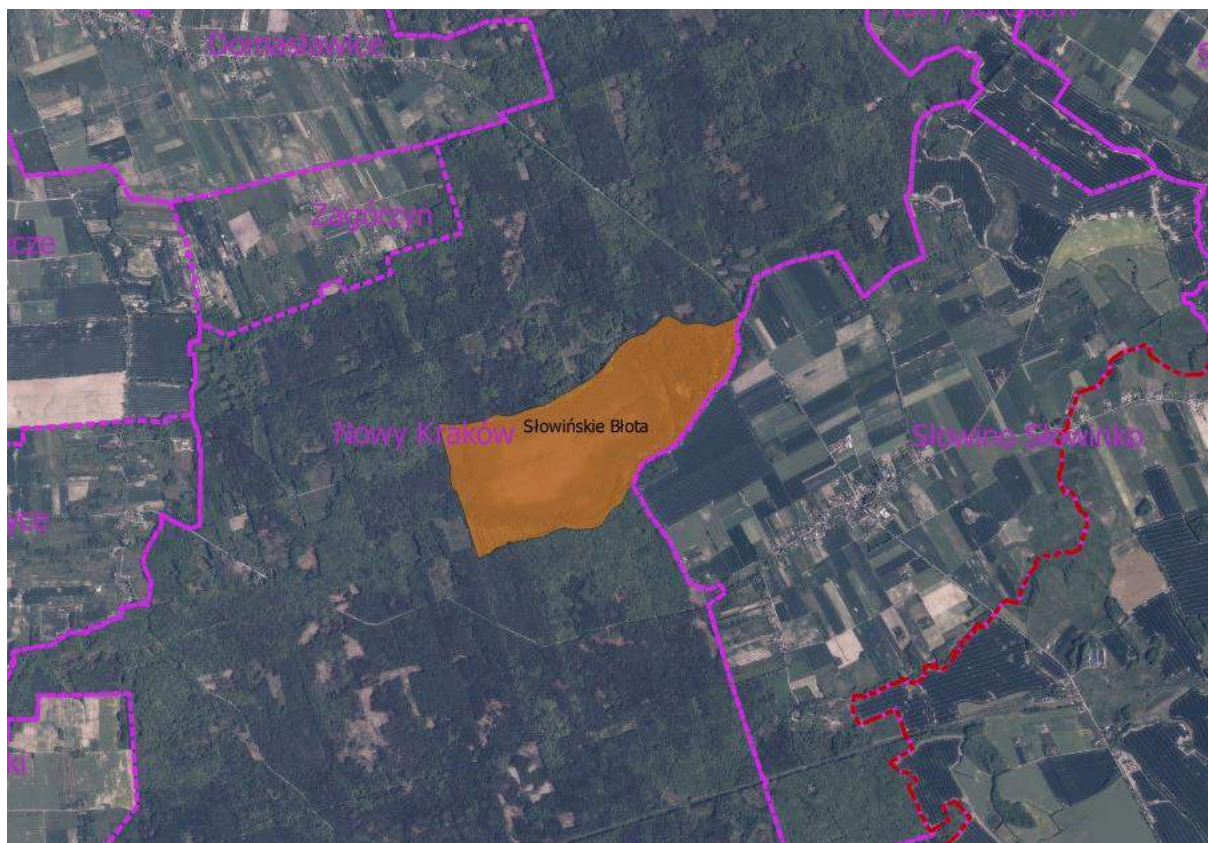 Domasławice
Zagórzyn
Nowy Kraków
Słowińskie Błota
Słowino Słowinko